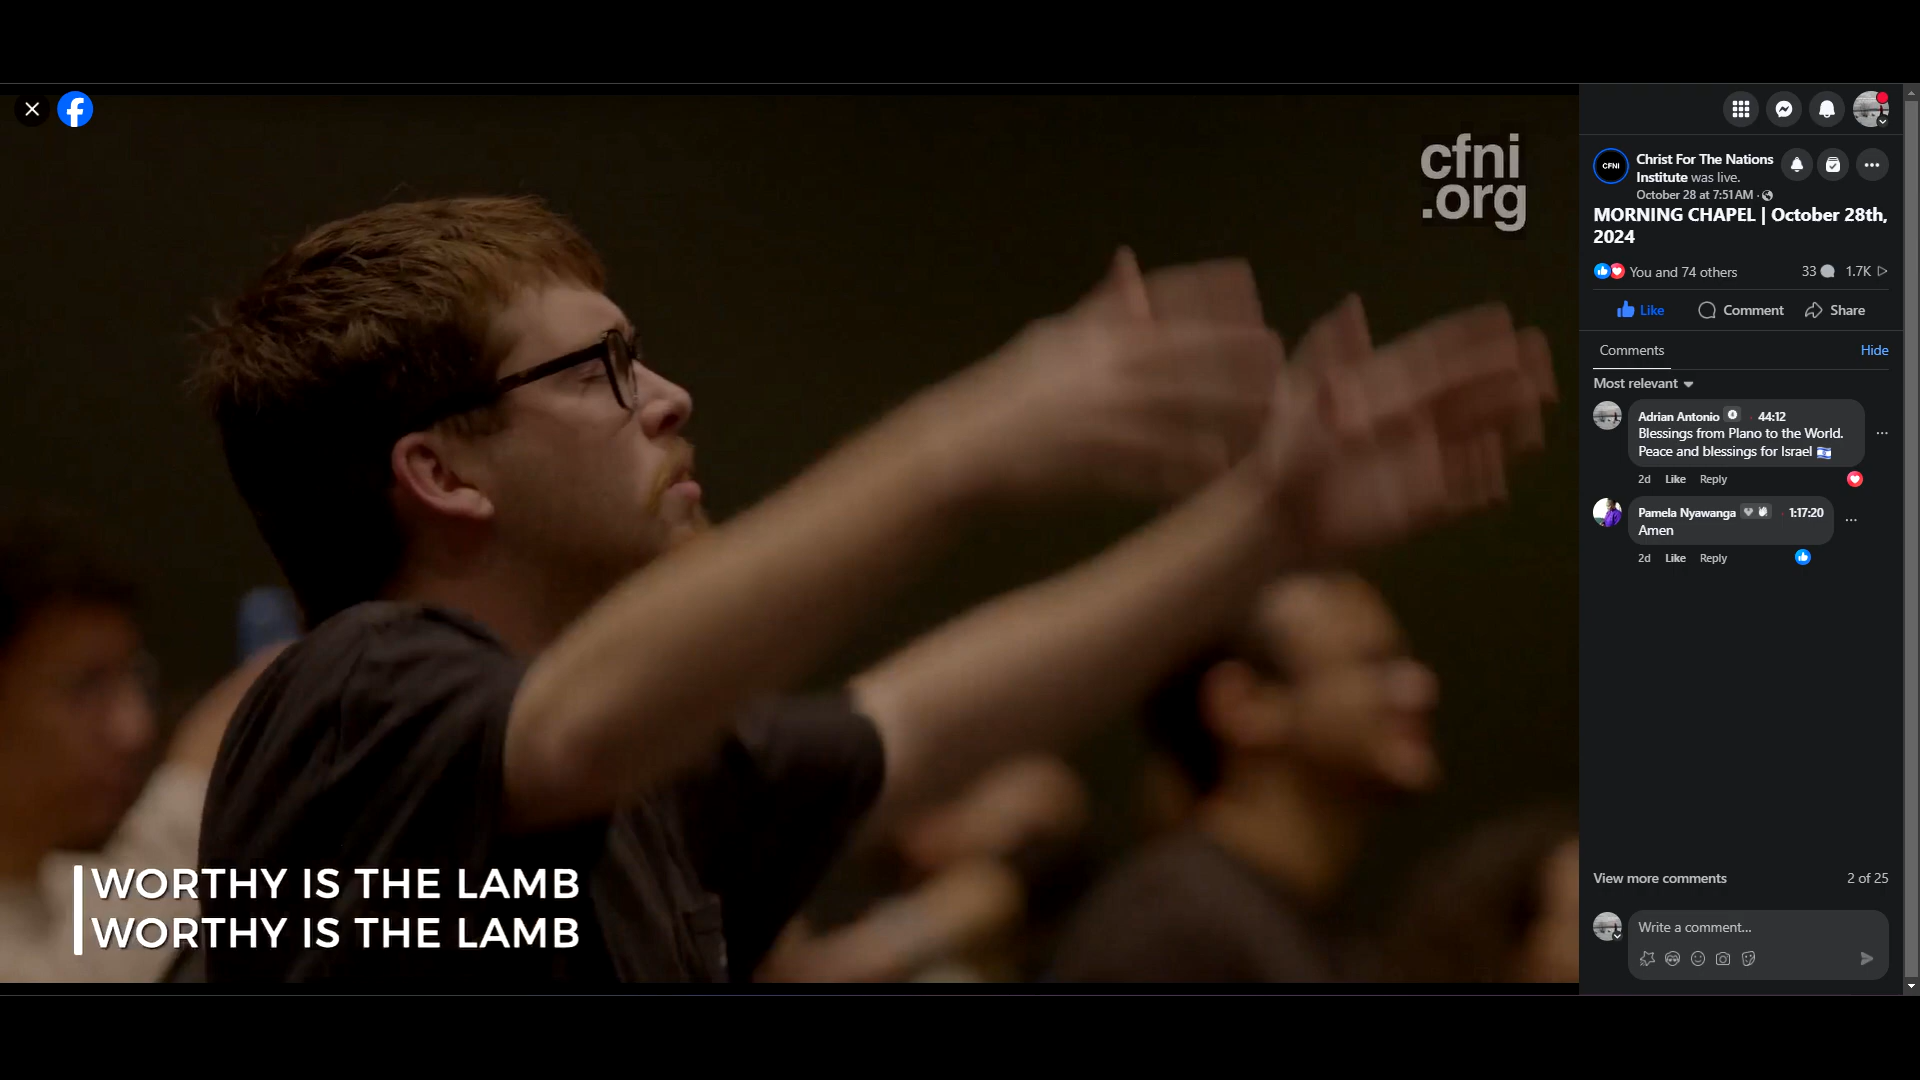 cfni
.org
WORTHY IS THE LAMB
WORTHY IS THE LAMB
CFNI
Christ For The Nations
Institute was live.
October 28 at 7:51 AM ·
MORNING CHAPEL | October 28th,
2024
You and 74 others
33
1.7K
Like
Comment
Share
Comments
Hide
Most relevant
Adrian Antonio · 44:12
Blessings from Plano to the World.
Peace and blessings for Israel 🇮🇱
2d Like Reply
Pamela Nyawanga · 1:17:20
Amen
2d Like Reply
View more comments
2 of 25
Write a comment...